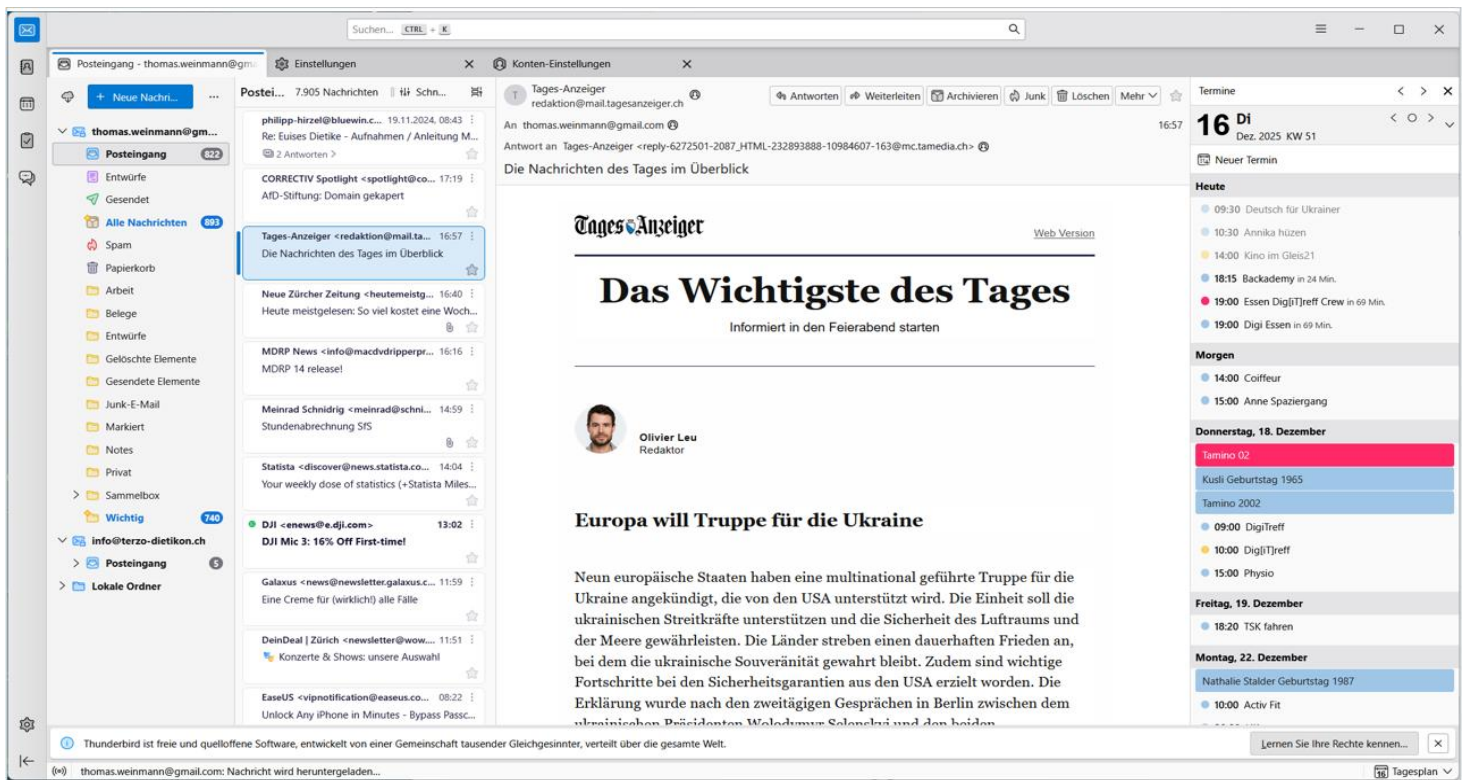 Suchen... CTRL + K
Posteingang - thomas.weinmann@gm
Einstellungen
Konten-Einstellungen
+ Neue Nachri...
thomas.weinmann@gm...
Posteingang 822
Entwürfe
Gesendet
Alle Nachrichten 893
Spam
Papierkorb
Arbeit
Belege
Entwürfe
Gelöschte Elemente
Gesendete Elemente
Junk-E-Mail
Markiert
Notes
Privat
Sammelbox
Wichtig 740
info@terzo-dietikon.ch
Posteingang 5
Lokale Ordner
Postei... 7.905 Nachrichten Schn...
philipp-hirzel@bluewin.c... 19.11.2024, 08:43
Re: Euises Dietike - Aufnahmen / Anleitung M...
2 Antworten >
CORRECTIV Spotlight <spotlight@co... 17:19
AfD-Stiftung: Domain gekapert
Tages-Anzeiger <redaktion@mail.ta... 16:57
Die Nachrichten des Tages im Überblick
Neue Zürcher Zeitung <heutemeistg... 16:40
Heute meistgelesen: So viel kostet eine Woch...
MDRP News <info@macdvdripperpr... 16:16
MDRP 14 release!
Meinrad Schnidrig <meinrad@schni... 14:59
Stundenabrechnung SfS
Statista <discover@news.statista.co... 14:04
Your weekly dose of statistics (+Statista Miles...
DJI <enews@e.dji.com> 13:02
DJI Mic 3: 16% Off First-time!
Galaxus <news@newsletter.galaxus.c... 11:59
Eine Creme für (wirklich!) alle Fälle
DeinDeal | Zürich <newsletter@wow.... 11:51
Konzerte & Shows: unsere Auswahl
EaseUS <vipnotification@easeus.co... 08:22
Unlock Any iPhone in Minutes - Bypass Passc...
T
Tages-Anzeiger
redaktion@mail.tagesanzeiger.ch
Antworten Weiterleiten Archivieren Junk Löschen Mehr
An thomas.weinmann@gmail.com 16:57
Antwort an Tages-Anzeiger <reply-6272501-2087_HTML-232893888-10984607-163@mc.tamedia.ch>
Die Nachrichten des Tages im Überblick
Tages Anzeiger
Web Version
Das Wichtigste des Tages
Informiert in den Feierabend starten
Olivier Leu
Redaktor
Europa will Truppe für die Ukraine
Neun europäische Staaten haben eine multinational geführte Truppe für die
Ukraine angekündigt, die von den USA unterstützt wird. Die Einheit soll die
ukrainischen Streitkräfte unterstützen und die Sicherheit des Luftraums und
der Meere gewährleisten. Die Länder streben einen dauerhaften Frieden an,
bei dem die ukrainische Souveränität gewahrt bleibt. Zudem sind wichtige
Fortschritte bei den Sicherheitsgarantien aus den USA erzielt worden. Die
Erklärung wurde nach den zweitägigen Gesprächen in Berlin zwischen dem
ukrainischen Präsidenten Wolodymyr Selenskyj und den beiden
Termine
16 Di
Dez. 2025 KW 51
Neuer Termin
Heute
09:30 Deutsch für Ukrainer
10:30 Annika hüzen
14:00 Kino im Gleis21
18:15 Backademy in 24 Min.
19:00 Essen Dig[iT]reff Crew in 69 Min.
19:00 Digi Essen in 69 Min.
Morgen
14:00 Coiffeur
15:00 Anne Spaziergang
Donnerstag, 18. Dezember
Tamino 02
Kusli Geburtstag 1965
Tamino 2002
09:00 DigiTreff
10:00 Dig[iT]reff
15:00 Physio
Freitag, 19. Dezember
18:20 TSK fahren
Montag, 22. Dezember
Nathalie Stalder Geburtstag 1987
10:00 Activ Fit
Thunderbird ist freie und quelloffene Software, entwickelt von einer Gemeinschaft tausender Gleichgesinnter, verteilt über die gesamte Welt.
Lernen Sie Ihre Rechte kennen...
thomas.weinmann@gmail.com: Nachricht wird heruntergeladen...
16 Tagesplan